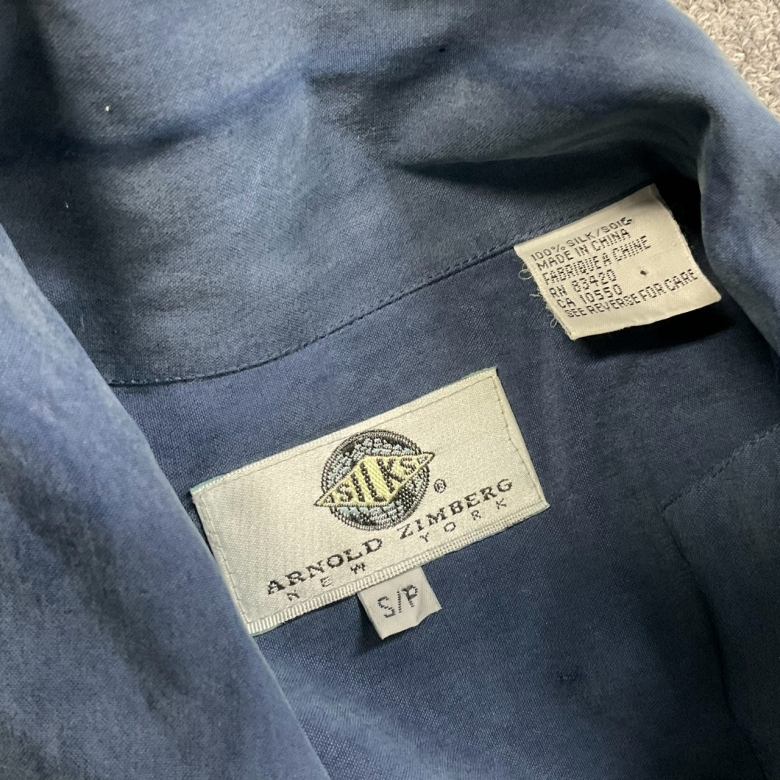 100% SILK/SOIE
MADE IN CHINA
FABRIQUE A CHINE
RN 83420
CA 10550
SEE REVERSE FOR CARE
SILKS
®
ARNOLD ZIMBERG
NEW YORK
S/P